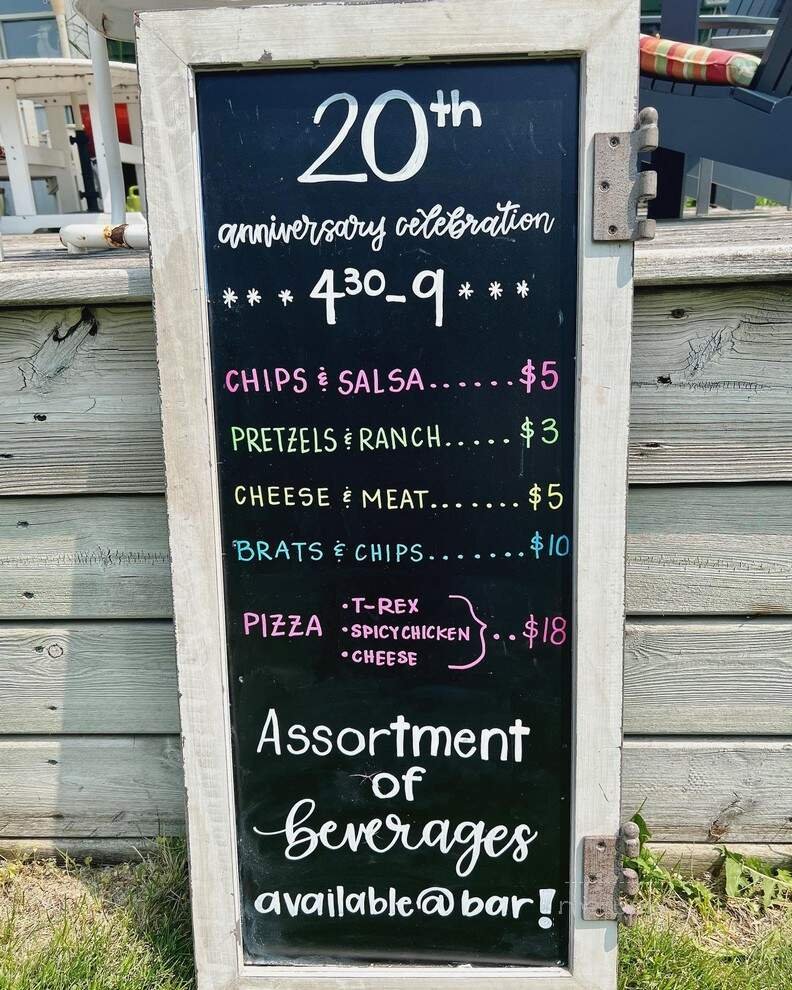 20th
anniversary celebration
*** 4³⁰-9 ***
CHIPS & SALSA......$5
PRETZELS & RANCH.....$3
CHEESE & MEAT.......$5
BRATS & CHIPS.......$10
PIZZA •T-REX •SPICY CHICKEN •CHEESE }..$18
Assortment
of
beverages
available@bar!